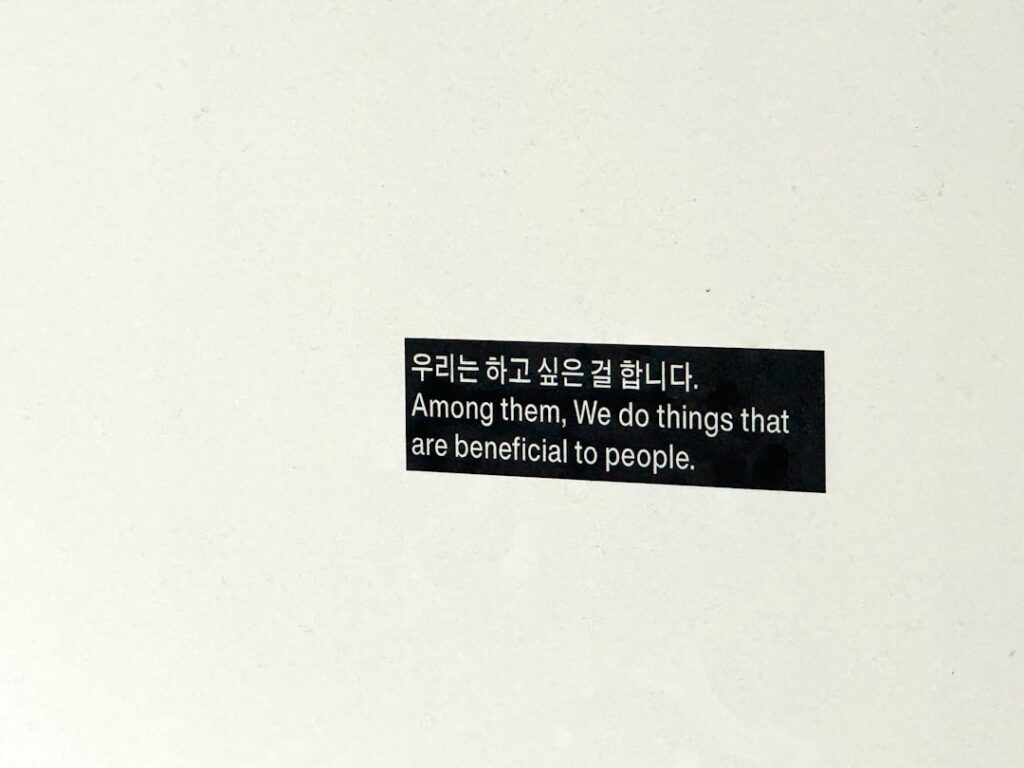 우리는 하고 싶은 걸 합니다.
Among them, We do things that
are beneficial to people.